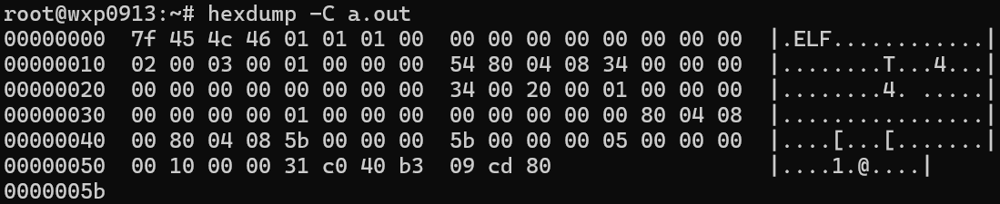 root@wxp0913:~# hexdump -C a.out
00000000  7f 45 4c 46 01 01 01 00  00 00 00 00 00 00 00 00  |.ELF............|
00000010  02 00 03 00 01 00 00 00  54 80 04 08 34 00 00 00  |........T...4...|
00000020  00 00 00 00 00 00 00 00  34 00 20 00 01 00 00 00  |........4. .....|
00000030  00 00 00 00 01 00 00 00  00 00 00 00 00 80 04 08  |................|
00000040  00 80 04 08 5b 00 00 00  5b 00 00 00 05 00 00 00  |....[...[.......|
00000050  00 10 00 00 31 c0 40 b3  09 cd 80                 |....1.@....|
0000005b